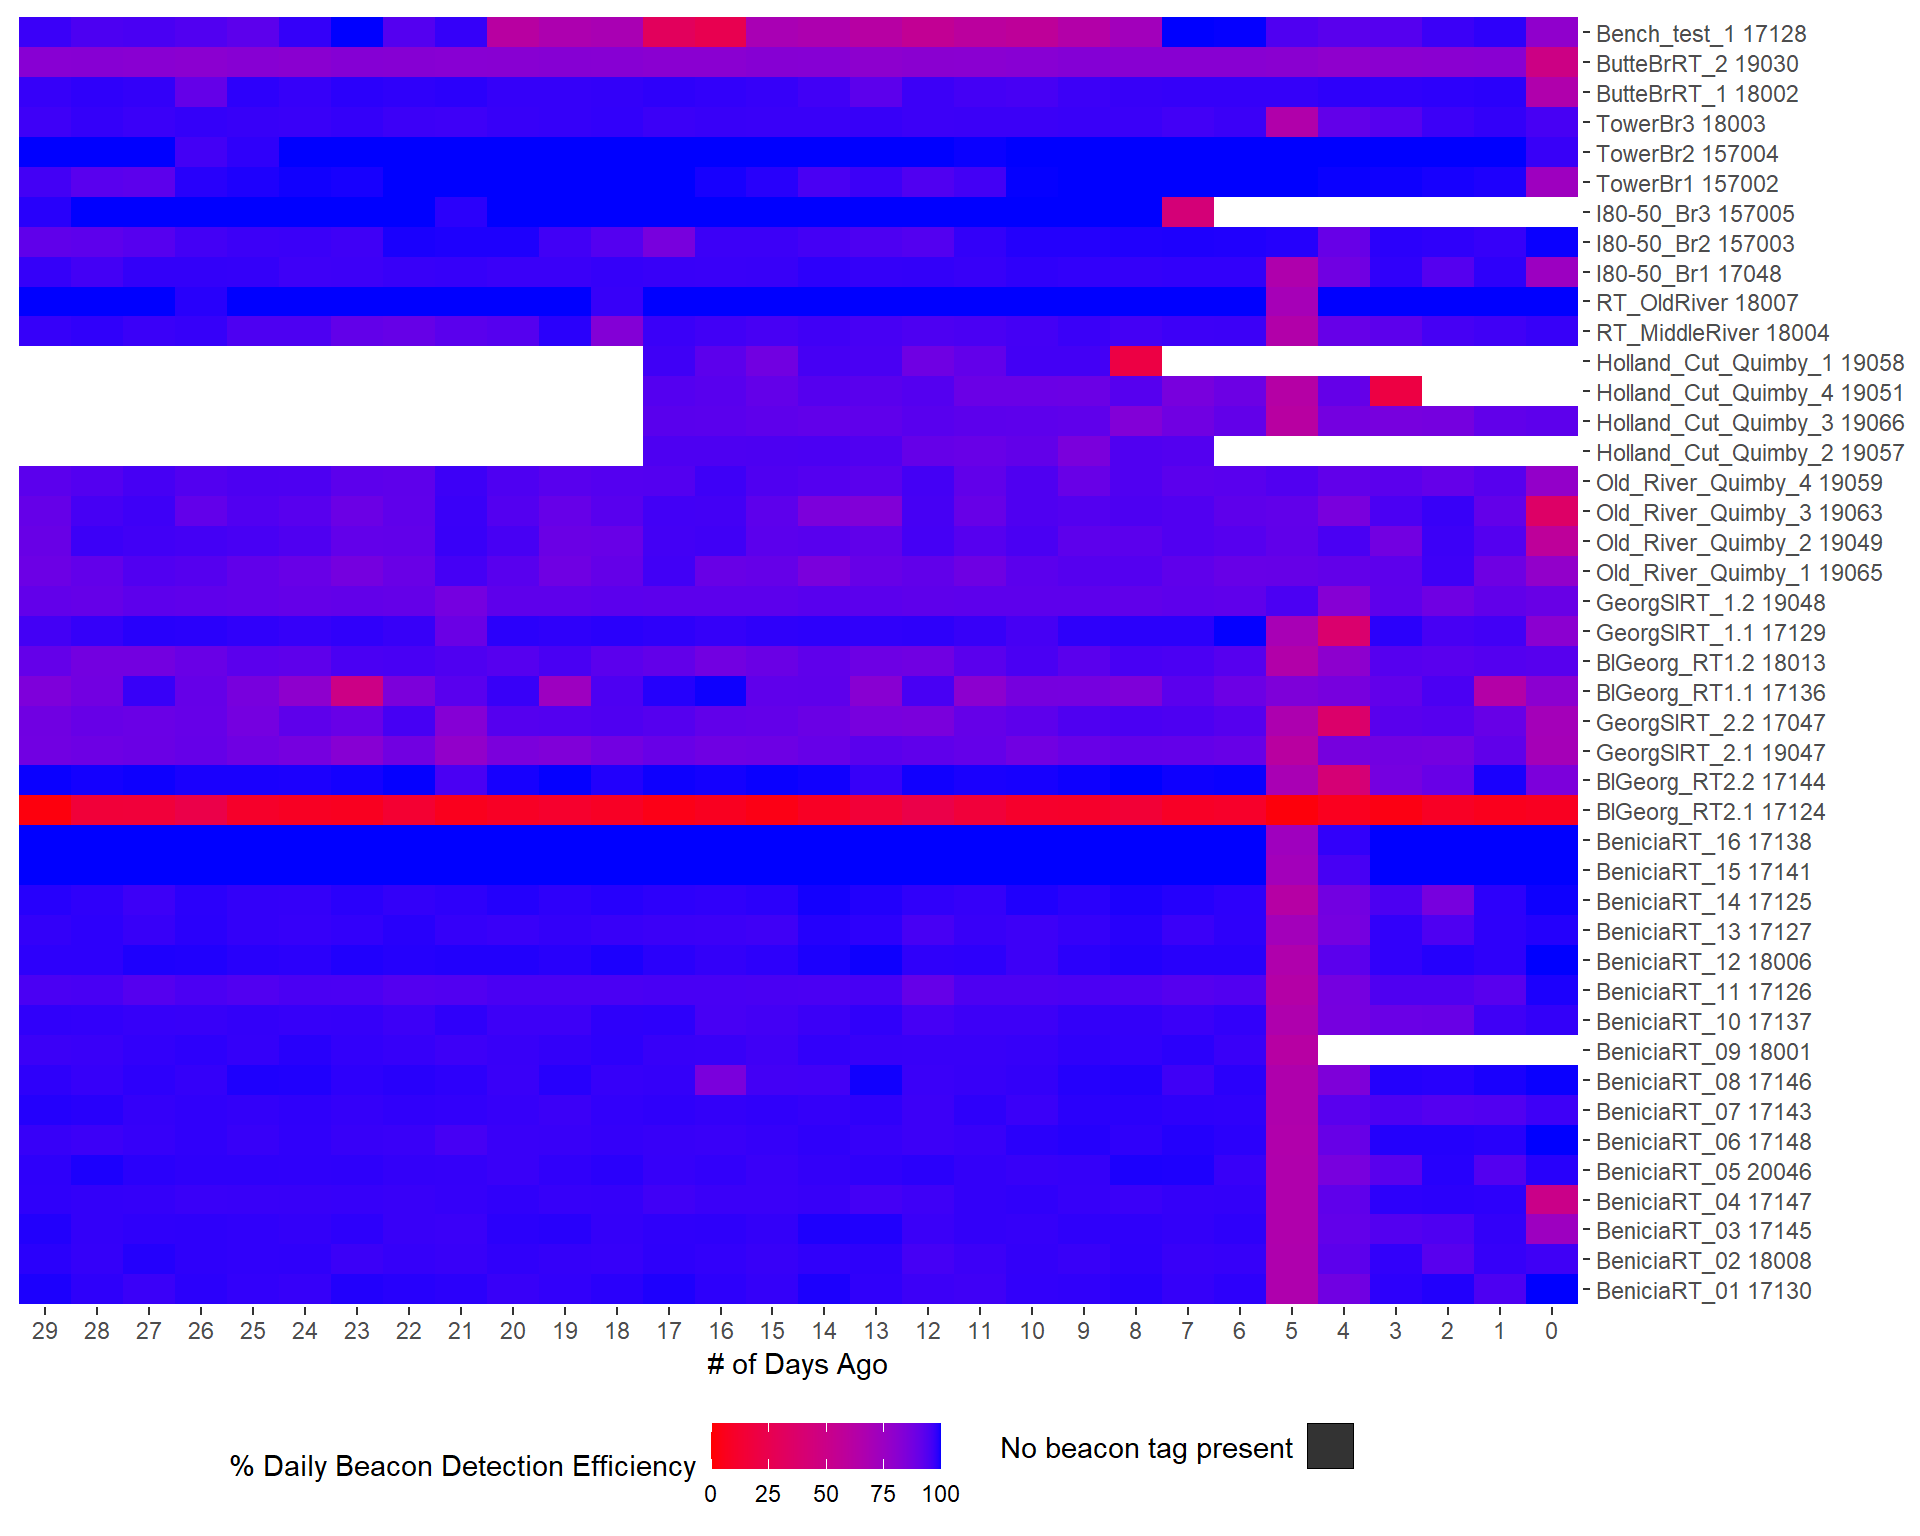 Bench_test_1 17128
ButteBrRT_2 19030
ButteBrRT_1 18002
TowerBr3 18003
TowerBr2 157004
TowerBr1 157002
I80-50_Br3 157005
I80-50_Br2 157003
I80-50_Br1 17048
RT_OldRiver 18007
RT_MiddleRiver 18004
Holland_Cut_Quimby_1 19058
Holland_Cut_Quimby_4 19051
Holland_Cut_Quimby_3 19066
Holland_Cut_Quimby_2 19057
Old_River_Quimby_4 19059
Old_River_Quimby_3 19063
Old_River_Quimby_2 19049
Old_River_Quimby_1 19065
GeorgSlRT_1.2 19048
GeorgSlRT_1.1 17129
BlGeorg_RT1.2 18013
BlGeorg_RT1.1 17136
GeorgSlRT_2.2 17047
GeorgSlRT_2.1 19047
BlGeorg_RT2.2 17144
BlGeorg_RT2.1 17124
BeniciaRT_16 17138
BeniciaRT_15 17141
BeniciaRT_14 17125
BeniciaRT_13 17127
BeniciaRT_12 18006
BeniciaRT_11 17126
BeniciaRT_10 17137
BeniciaRT_09 18001
BeniciaRT_08 17146
BeniciaRT_07 17143
BeniciaRT_06 17148
BeniciaRT_05 20046
BeniciaRT_04 17147
BeniciaRT_03 17145
BeniciaRT_02 18008
BeniciaRT_01 17130
29 28 27 26 25 24 23 22 21 20 19 18 17 16 15 14 13 12 11 10 9 8 7 6 5 4 3 2 1 0
# of Days Ago
% Daily Beacon Detection Efficiency
0 25 50 75 100
No beacon tag present